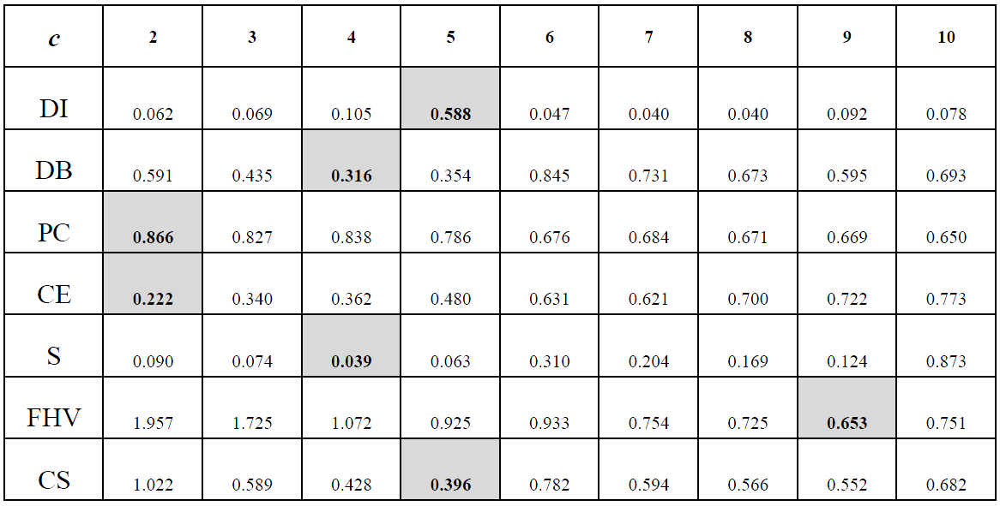 c 2 3 4 5 6 7 8 9 10
DI 0.062 0.069 0.105 0.588 0.047 0.040 0.040 0.092 0.078
DB 0.591 0.435 0.316 0.354 0.845 0.731 0.673 0.595 0.693
PC 0.866 0.827 0.838 0.786 0.676 0.684 0.671 0.669 0.650
CE 0.222 0.340 0.362 0.480 0.631 0.621 0.700 0.722 0.773
S 0.090 0.074 0.039 0.063 0.310 0.204 0.169 0.124 0.873
FHV 1.957 1.725 1.072 0.925 0.933 0.754 0.725 0.653 0.751
CS 1.022 0.589 0.428 0.396 0.782 0.594 0.566 0.552 0.682